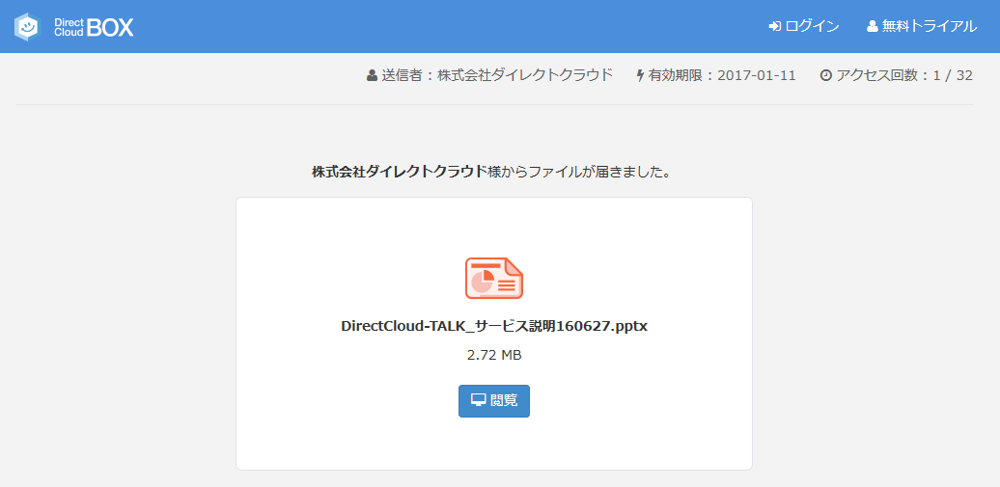 Direct Cloud BOX
ログイン 無料トライアル
送信者：株式会社ダイレクトクラウド 有効期限：2017-01-11 アクセス回数：1 / 32
株式会社ダイレクトクラウド様からファイルが届きました。
DirectCloud-TALK_サービス説明160627.pptx
2.72 MB
閲覧